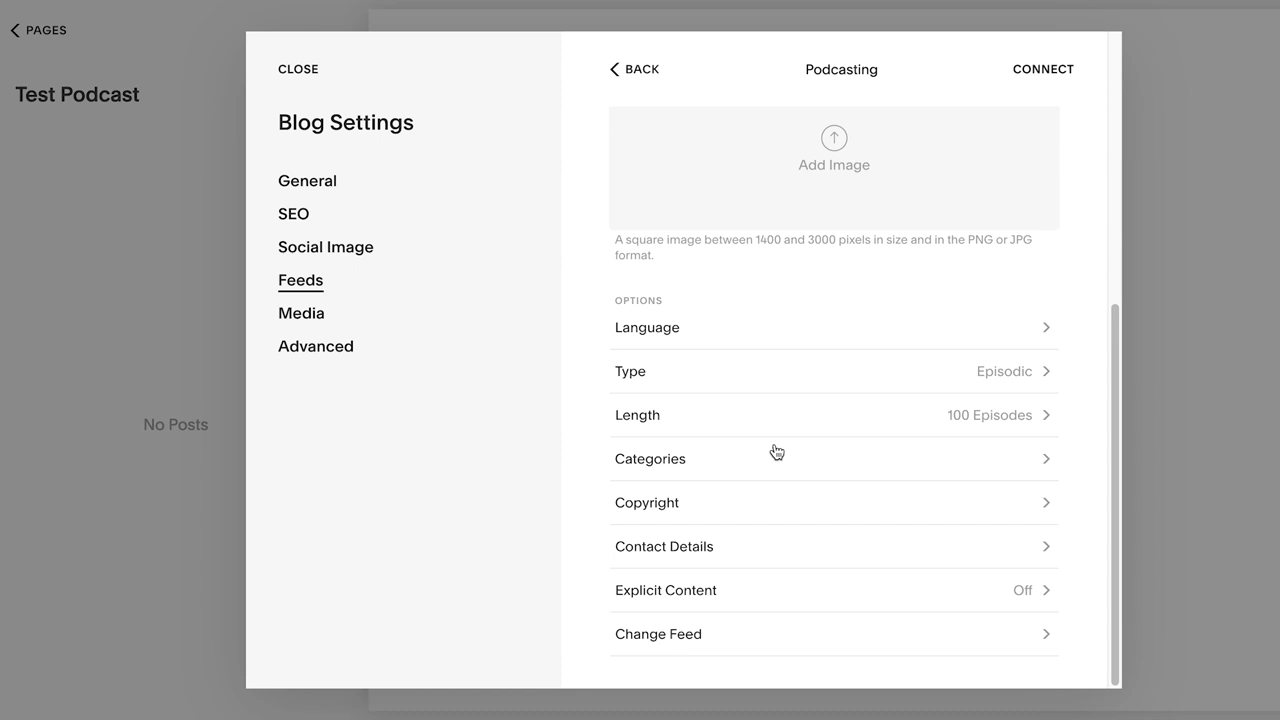 PAGES
Test Podcast
No Posts
CLOSE
Blog Settings
General
SEO
Social Image
Feeds
Media
Advanced
BACK
Podcasting
CONNECT
Add Image
A square image between 1400 and 3000 pixels in size and in the PNG or JPG
format.
OPTIONS
Language
Type Episodic
Length 100 Episodes
Categories
Copyright
Contact Details
Explicit Content Off
Change Feed